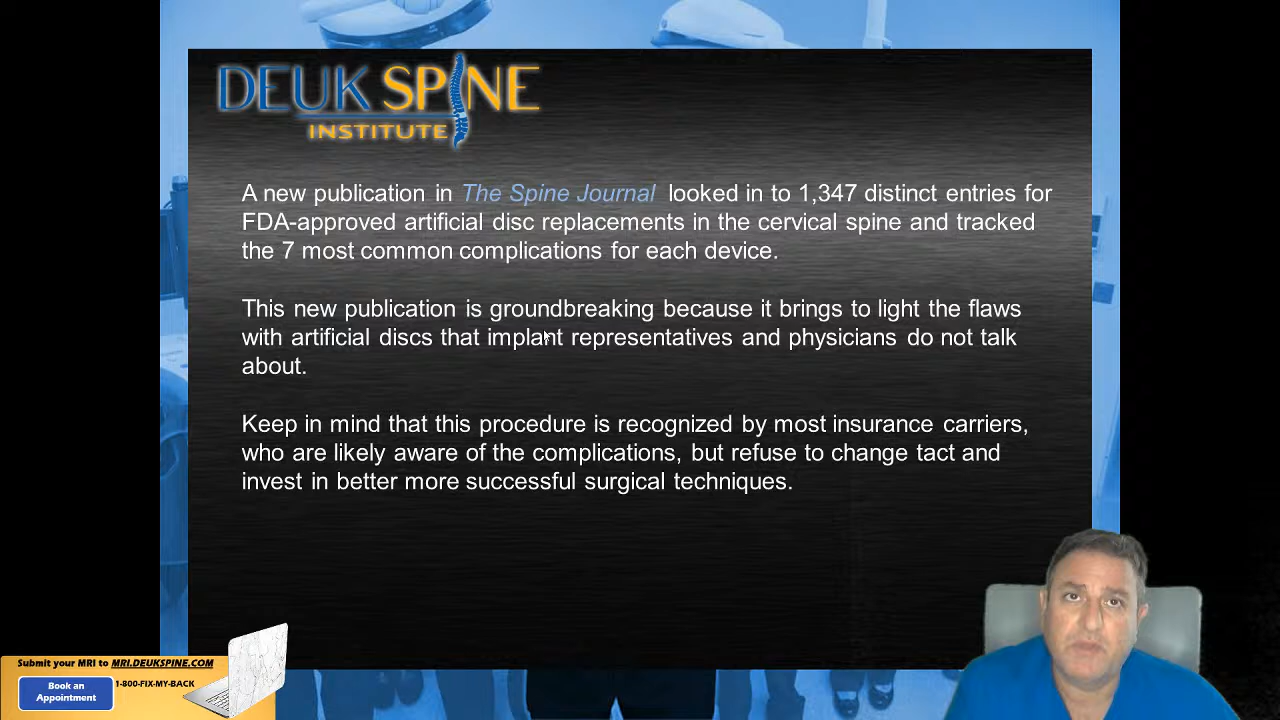 DEUK SPINE
INSTITUTE
A new publication in The Spine Journal looked in to 1,347 distinct entries for
FDA-approved artificial disc replacements in the cervical spine and tracked
the 7 most common complications for each device.
This new publication is groundbreaking because it brings to light the flaws
with artificial discs that implant representatives and physicians do not talk
about.
Keep in mind that this procedure is recognized by most insurance carriers,
who are likely aware of the complications, but refuse to change tact and
invest in better more successful surgical techniques.
Submit your MRI to MRI.DEUKSPINE.COM
1-800-FIX-MY-BACK
Book an
Appointment